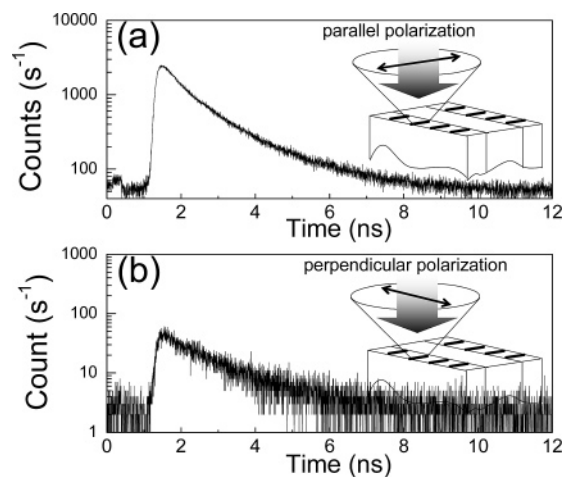 (a)
parallel polarization
Counts (s⁻¹)
10000
1000
100
0 2 4 6 8 10 12
Time (ns)
(b)
perpendicular polarization
Count (s⁻¹)
1000
100
10
1
0 2 4 6 8 10 12
Time (ns)